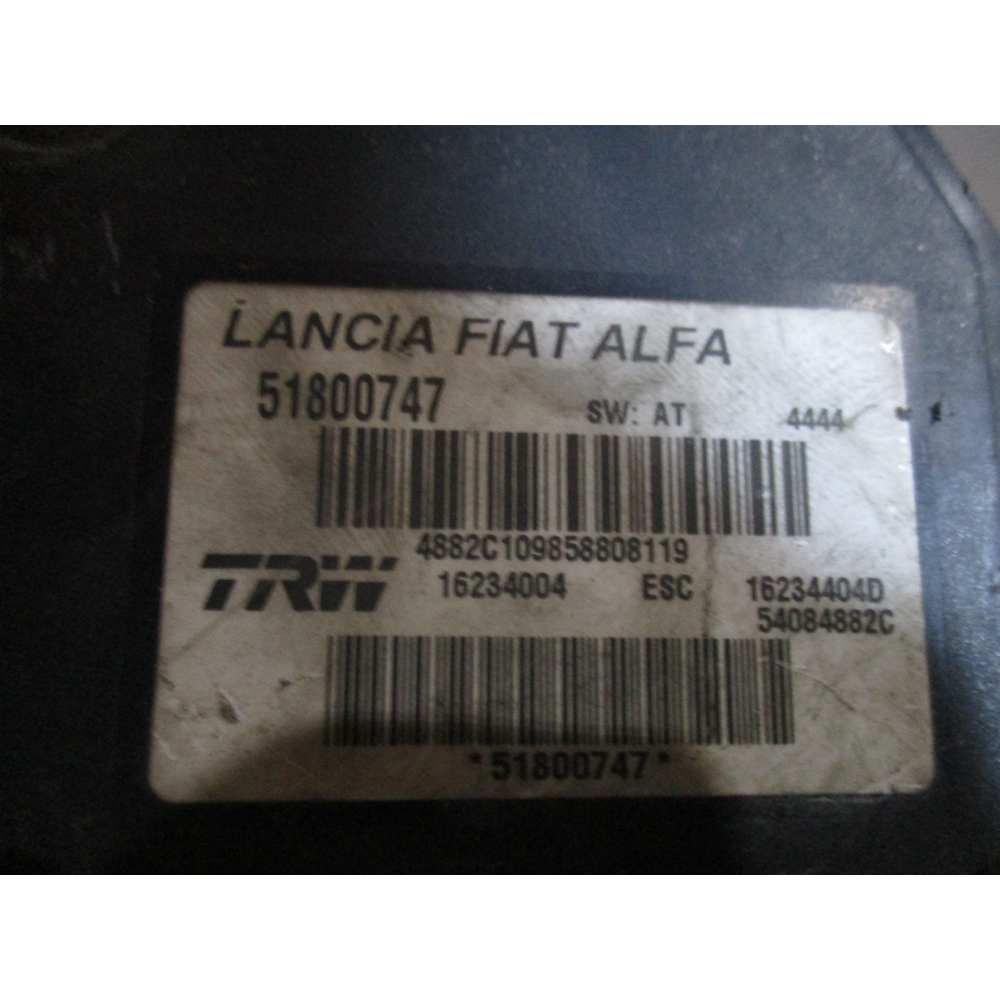 LANCIA FIAT ALFA
51800747 SW: AT 4444
4882C109858808119
TRW 16234004 ESC 16234404D
54084882C
*51800747*